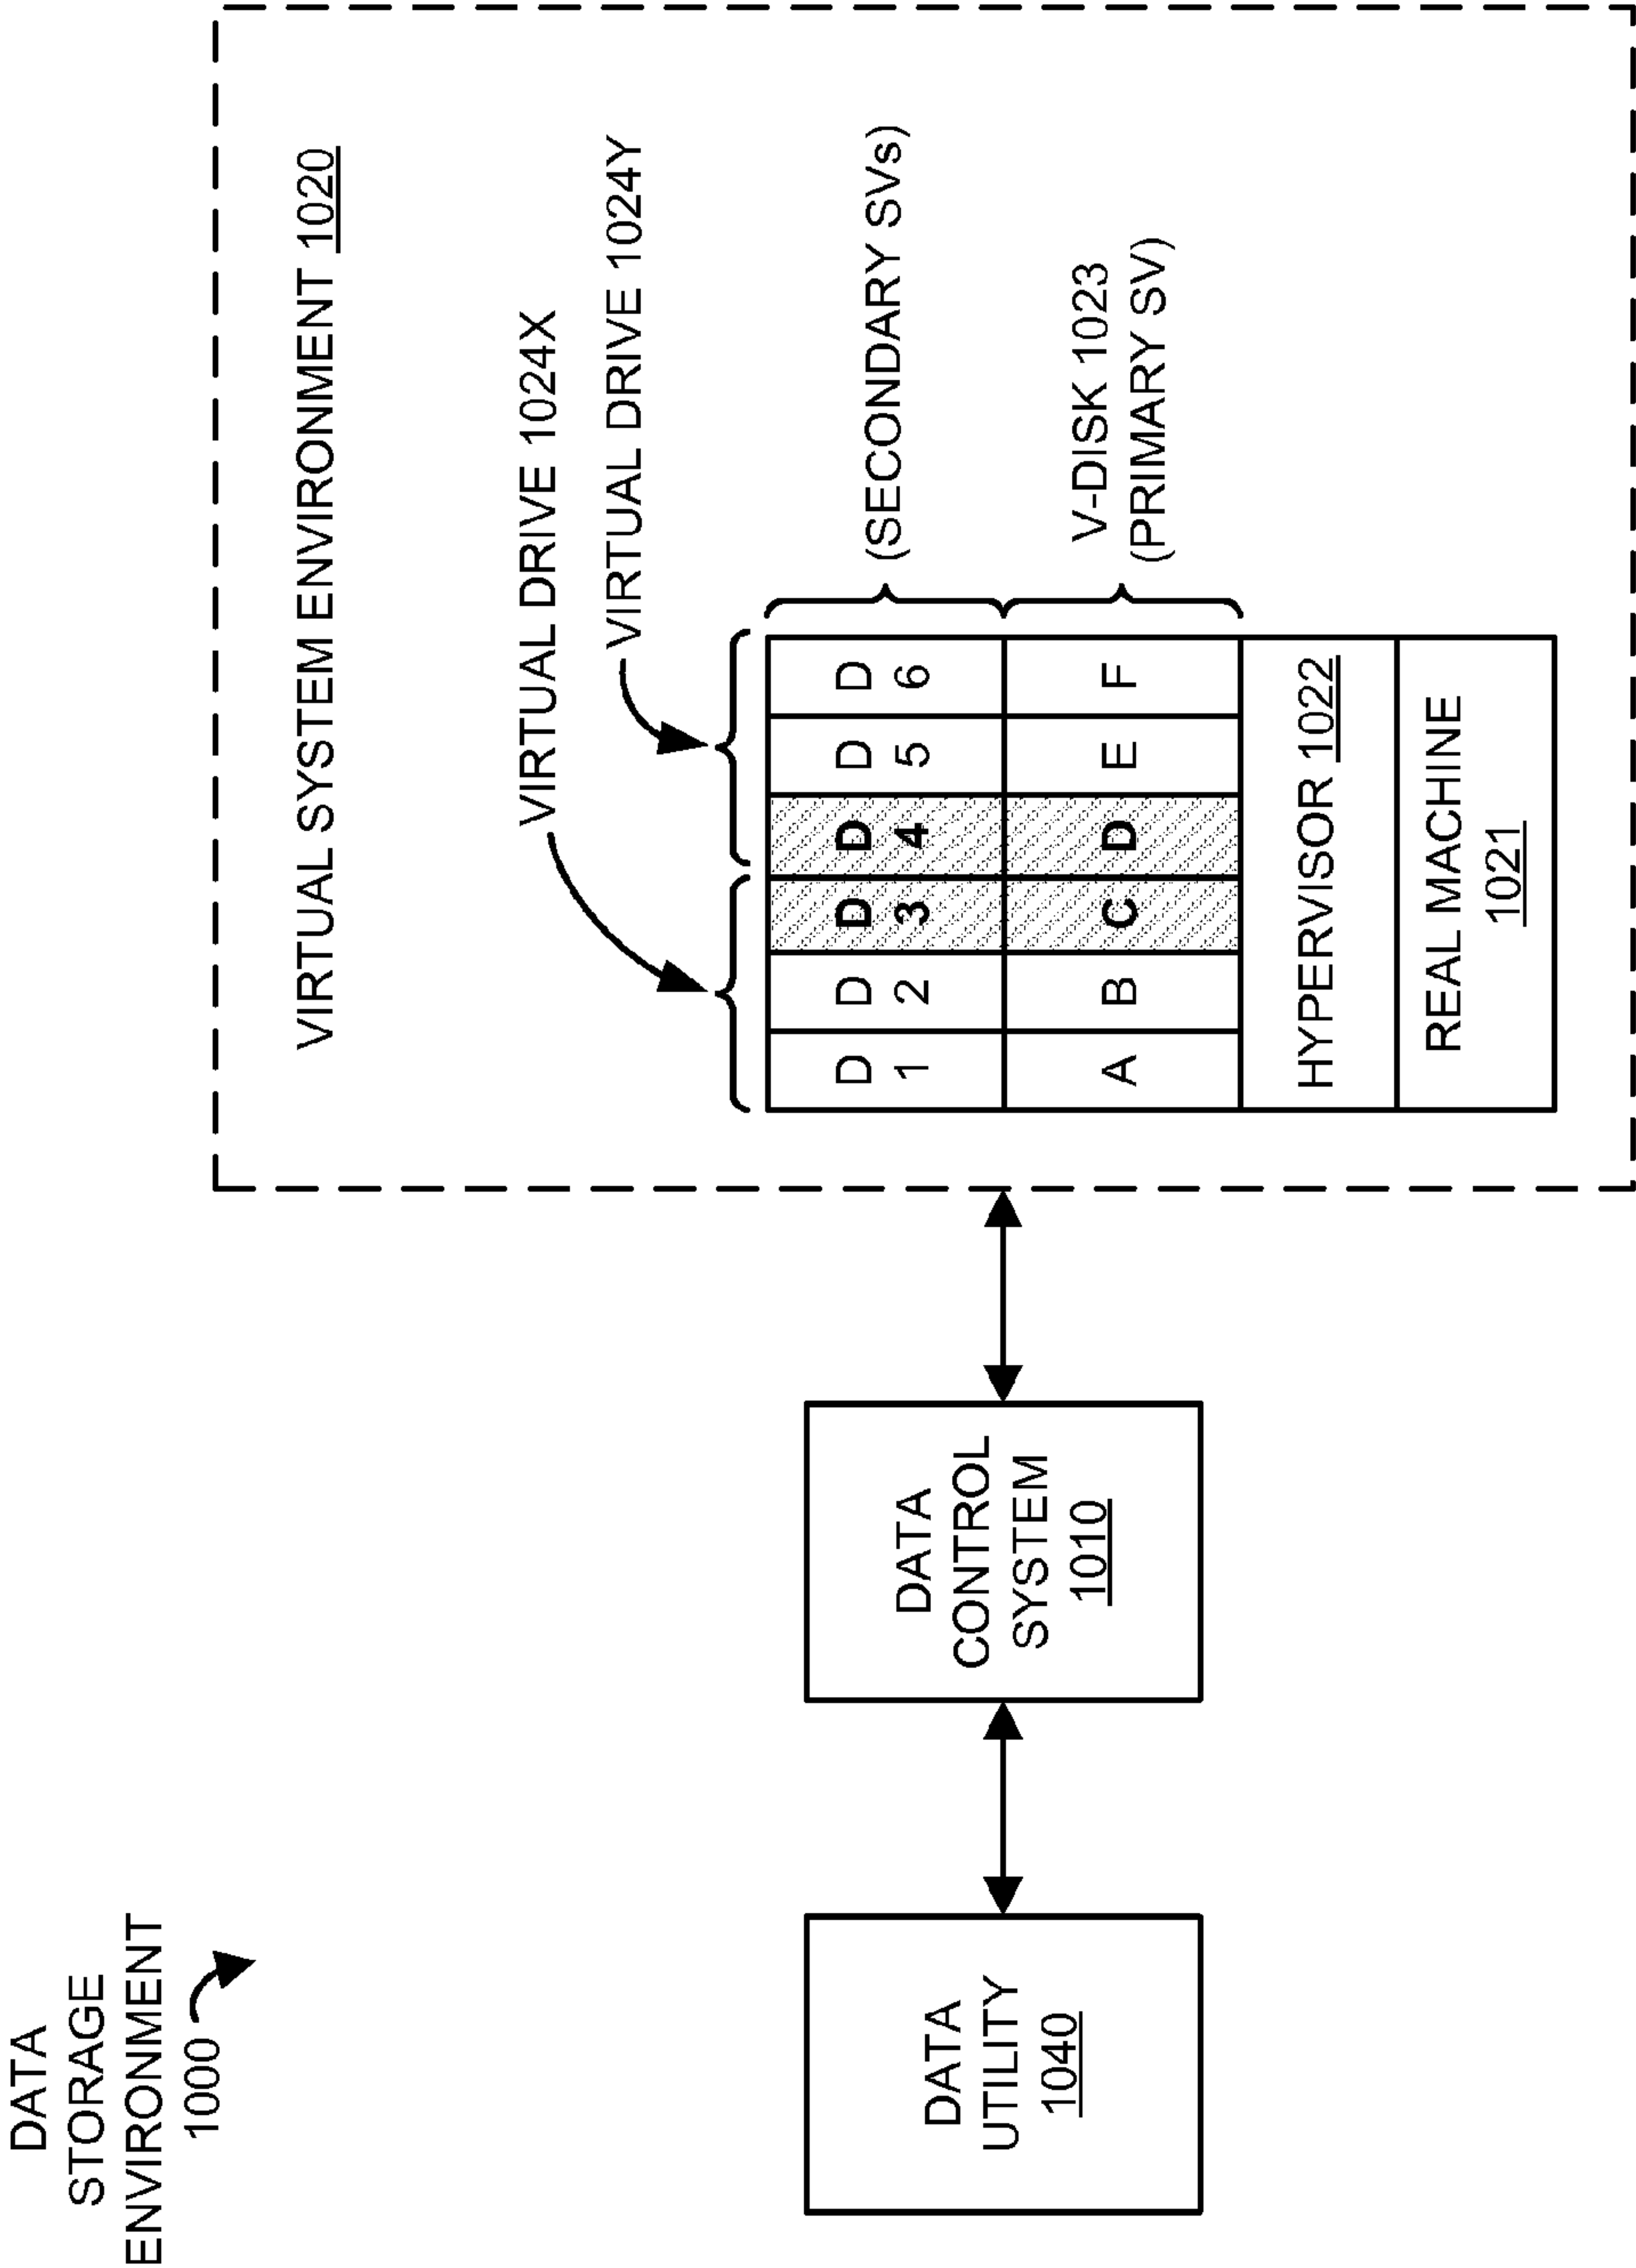 DATA
STORAGE
ENVIRONMENT
1000
VIRTUAL SYSTEM ENVIRONMENT 1020
VIRTUAL DRIVE 1024X
VIRTUAL DRIVE 1024Y
D D D D D D
1 2 3 4 5 6
(SECONDARY SVs)
A B C D E F
V-DISK 1023
(PRIMARY SV)
HYPERVISOR 1022
REAL MACHINE
1021
DATA
CONTROL
SYSTEM
1010
DATA
UTILITY
1040